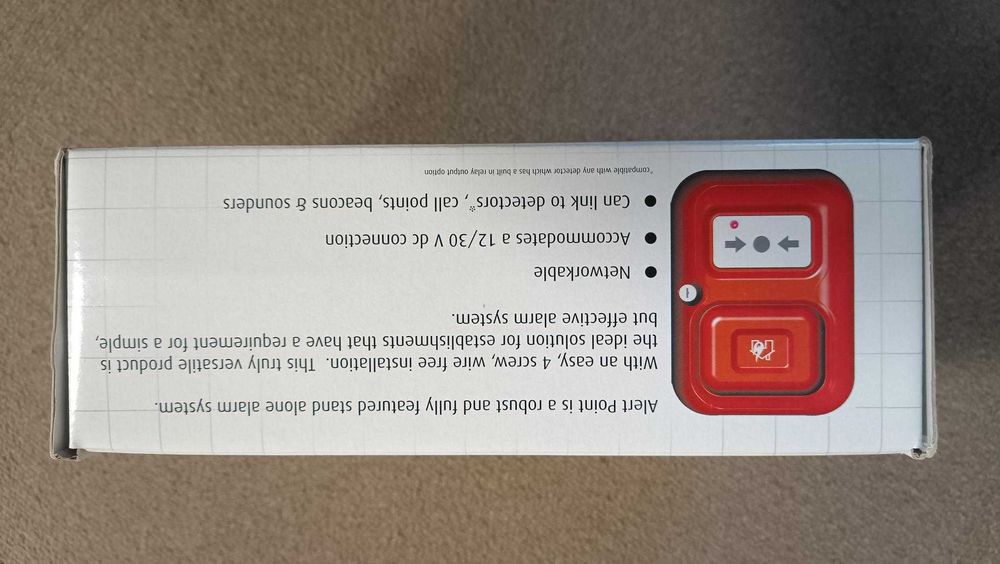 Alert Point is a robust and fully featured stand alone alarm system.
With an easy, 4 screw, wire free installation. This truly versatile product is
the ideal solution for establishments that have a requirement for a simple,
but effective alarm system.
● Networkable
● Accommodates a 12/30 V dc connection
● Can link to detectors*, call points, beacons & sounders
*compatible with any detector which has a built in relay output option